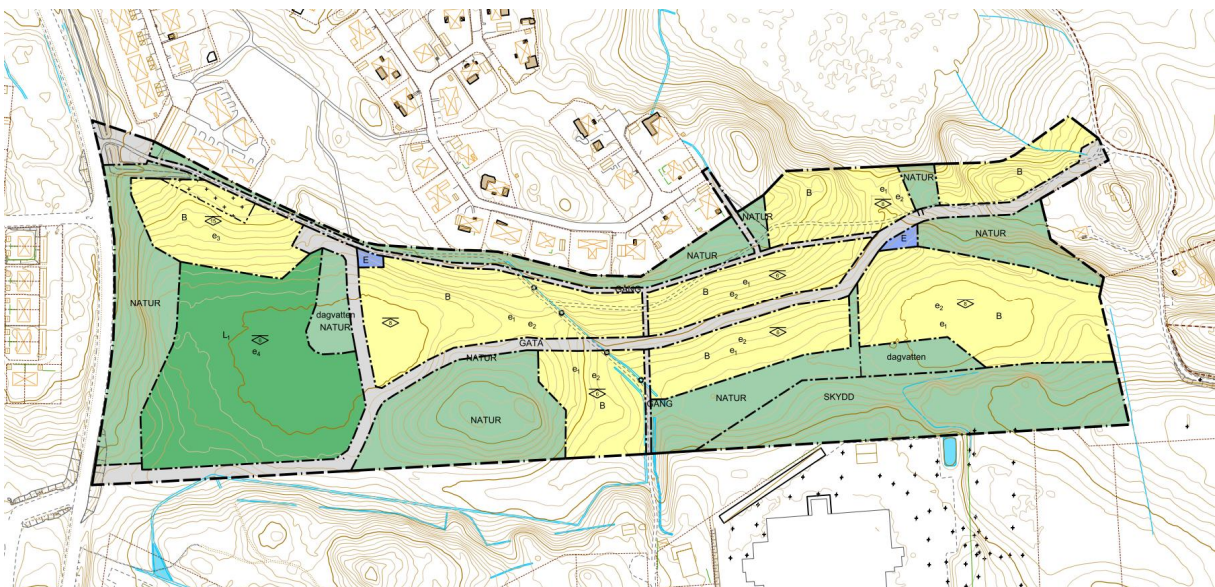 NATUR
B
e₁
e₂
NATUR
B
B
e₃
NATUR
E
NATUR
E
NATUR
NATUR
dagvatten
NATUR
B
GÅNG
B
e₁
e₂
e₂
B
e₁
L₁
e₄
e₁ e₂
GATA
e₂
B e₁
NATUR
dagvatten
e₁ e₂
B
GÅNG
NATUR
SKYDD
NATUR